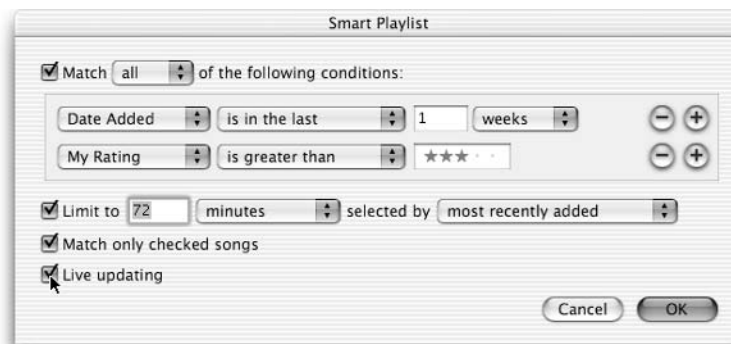 Smart Playlist
Match all of the following conditions:
Date Added is in the last 1 weeks
My Rating is greater than ★★★··
Limit to 72 minutes selected by most recently added
Match only checked songs
Live updating
Cancel OK